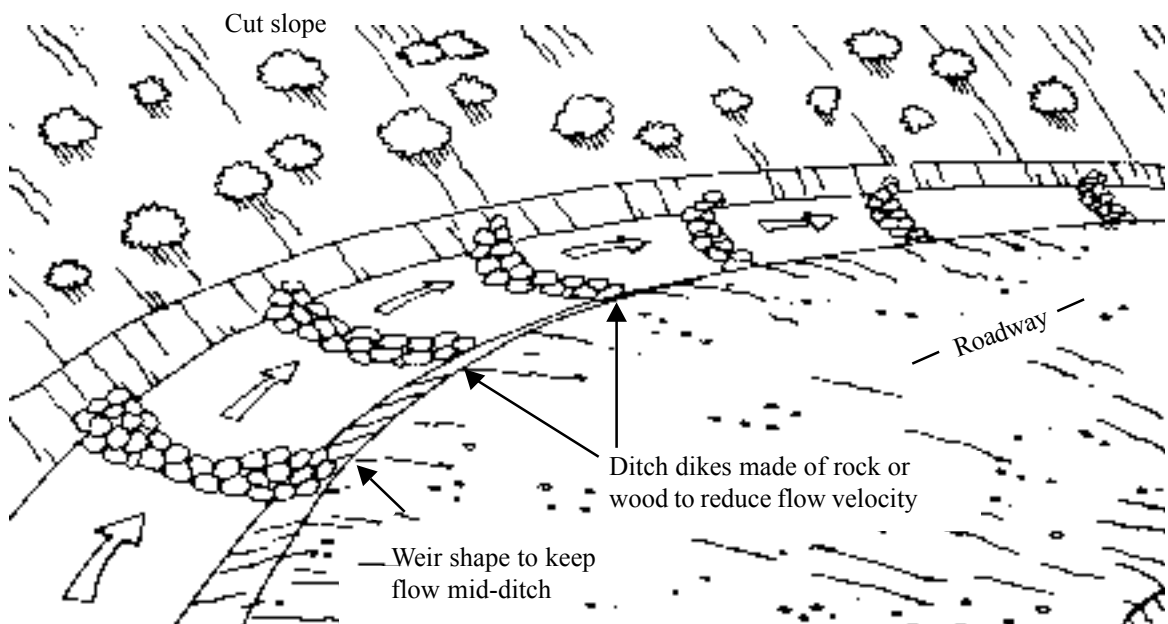 Cut slope
Roadway
Ditch dikes made of rock or
wood to reduce flow velocity
Weir shape to keep
flow mid-ditch